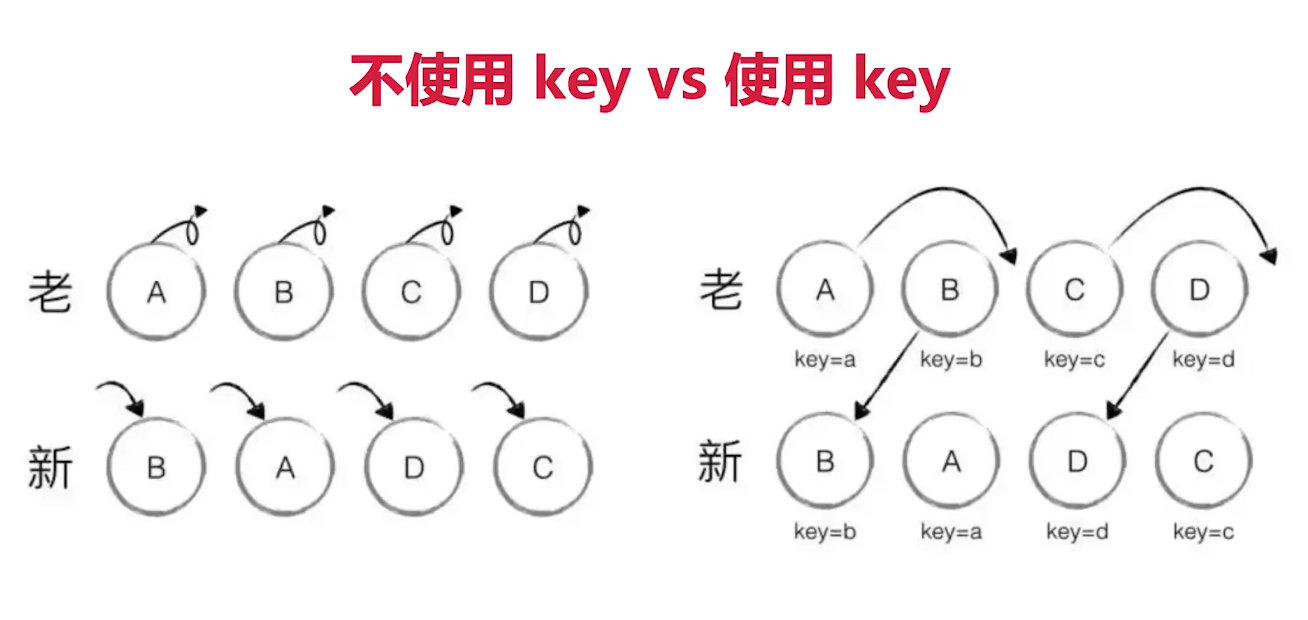 不使用 key vs 使用 key
老 A B C D
新 B A D C
老 A B C D
key=a key=b key=c key=d
新 B A D C
key=b key=a key=d key=c